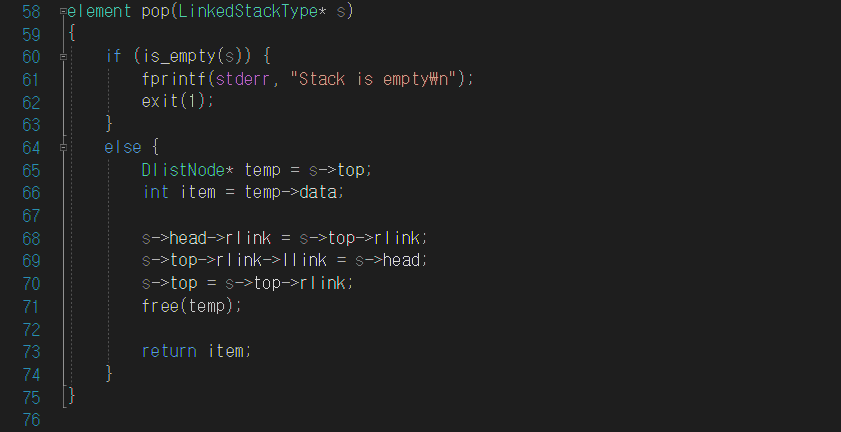 58 element pop(LinkedStackType* s)
59 {
60 if (is_empty(s)) {
61 fprintf(stderr, "Stack is empty₩n");
62 exit(1);
63 }
64 else {
65 DlistNode* temp = s->top;
66 int item = temp->data;
67
68 s->head->rlink = s->top->rlink;
69 s->top->rlink->llink = s->head;
70 s->top = s->top->rlink;
71 free(temp);
72
73 return item;
74 }
75 }
76